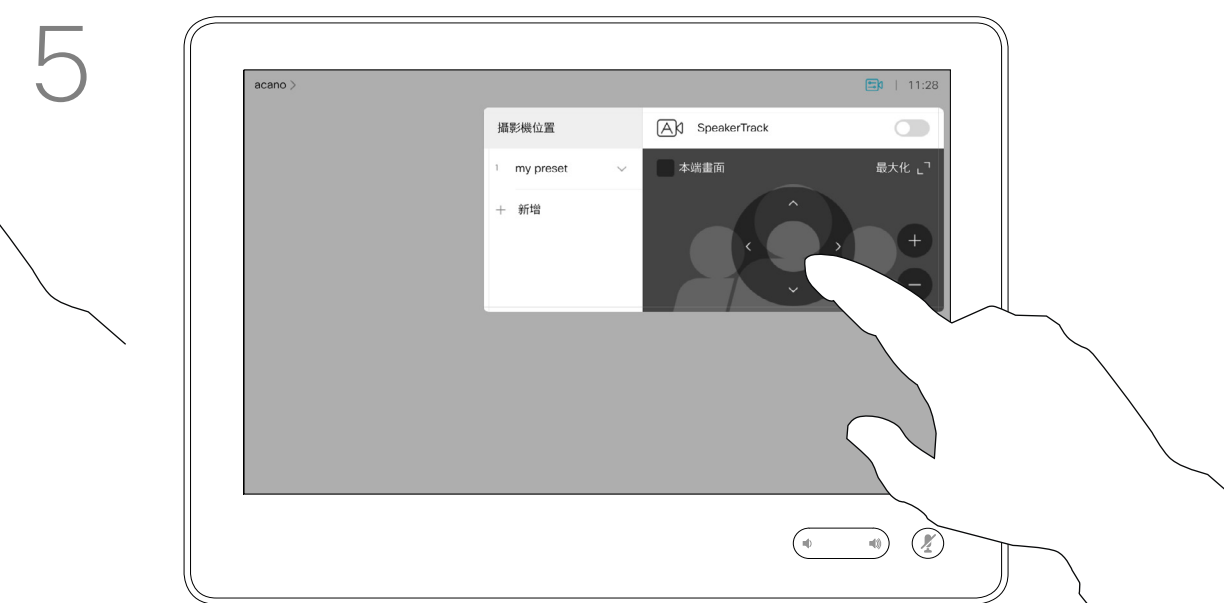 5
acano >
| 11:28
攝影機位置
SpeakerTrack
1 my preset
本端畫面
最大化
+ 新增